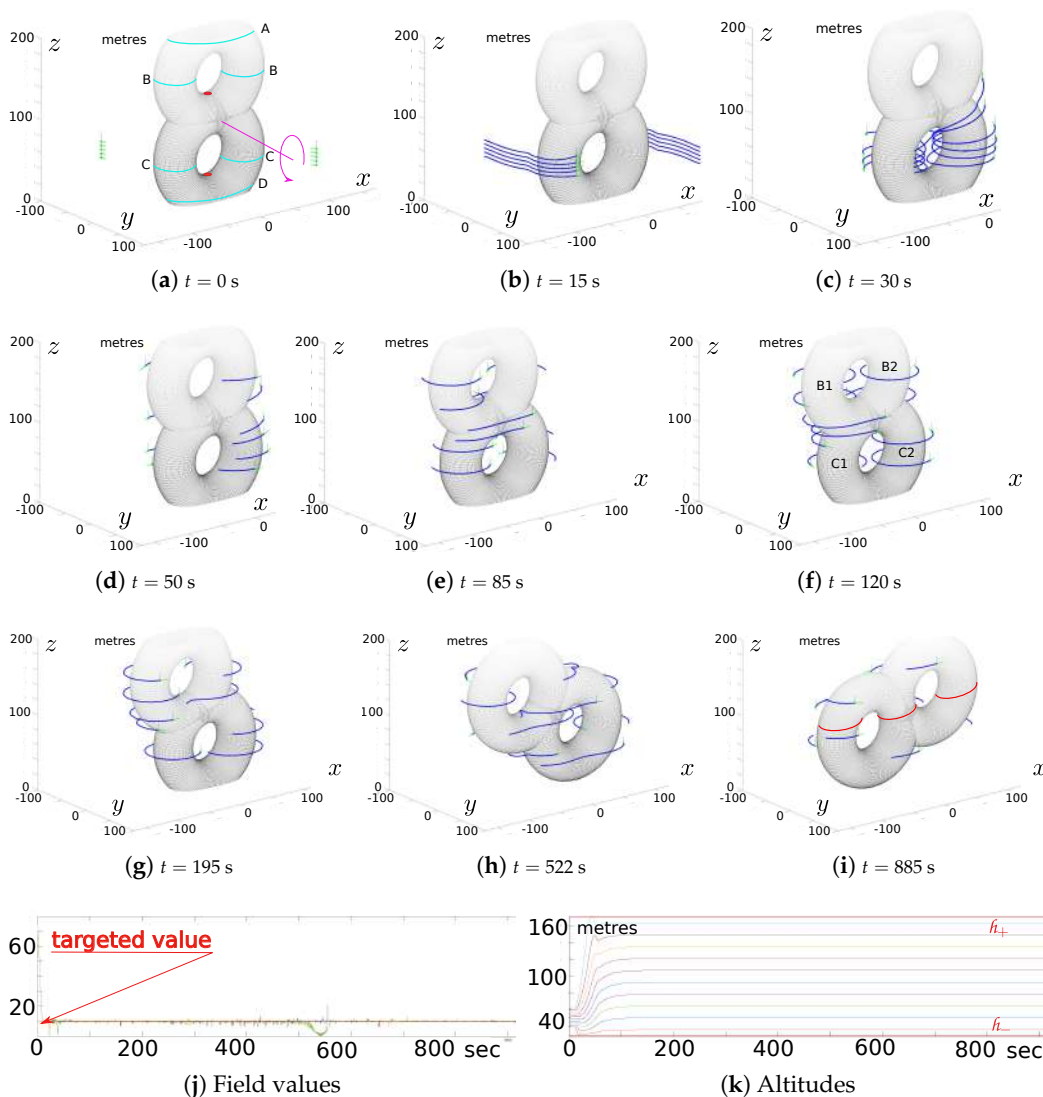 z metres A
200
B B
100
C C
D
x
0
-100 y 100
0 0
100 -100
(a) t = 0 s
z metres
200
100
x
0
-100 y 100
0 0
100 -100
(b) t = 15 s
z metres
200
100
x
0
-100 y 100
0 0
100 -100
(c) t = 30 s
z metres
200
100
x
0
-100 y 0
0
100 -100
(d) t = 50 s
z metres
200
100
x
0
-100 y 100
0 0
100 -100
(e) t = 85 s
z metres
200
B1 B2
100
C1 C2
x
0
-100 y 100
0 0
100 -100
(f) t = 120 s
z metres
200
100
x
0
-100 y 100
0 0
100 -100
(g) t = 195 s
z metres
200
100
x
0
-100 y 100
0 0
100 -100
(h) t = 522 s
z metres
200
100
x
0
-100 y 100
0 0
100 -100
(i) t = 885 s
60 targeted value
20
0 200 400 600 800 sec
(j) Field values
160 metres h+
100
40 h−
0 200 400 600 800 sec
(k) Altitudes